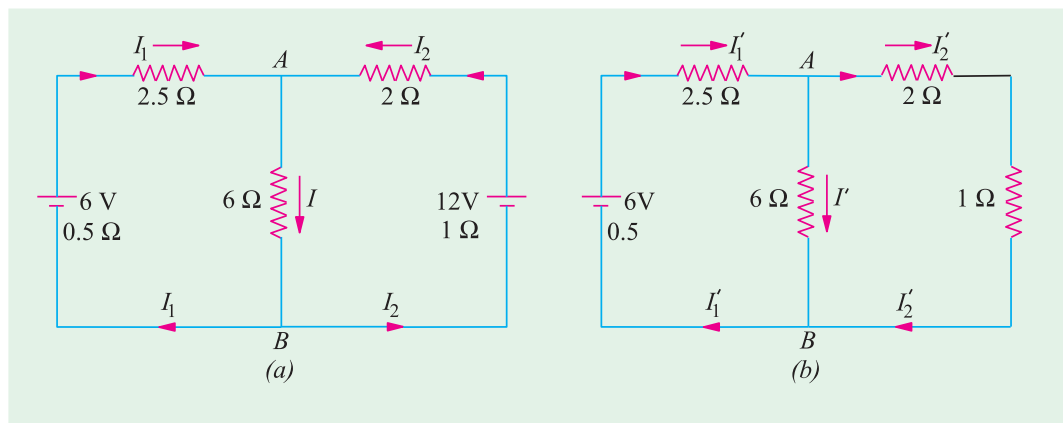 I₁
A
I₂
2.5 Ω
2 Ω
6 V
0.5 Ω
6 Ω
I
12V
1 Ω
I₁
I₂
B
(a)
I₁′
A
I₂′
2.5 Ω
2 Ω
6V
0.5
6 Ω
I′
1 Ω
I₁′
I₂′
B
(b)